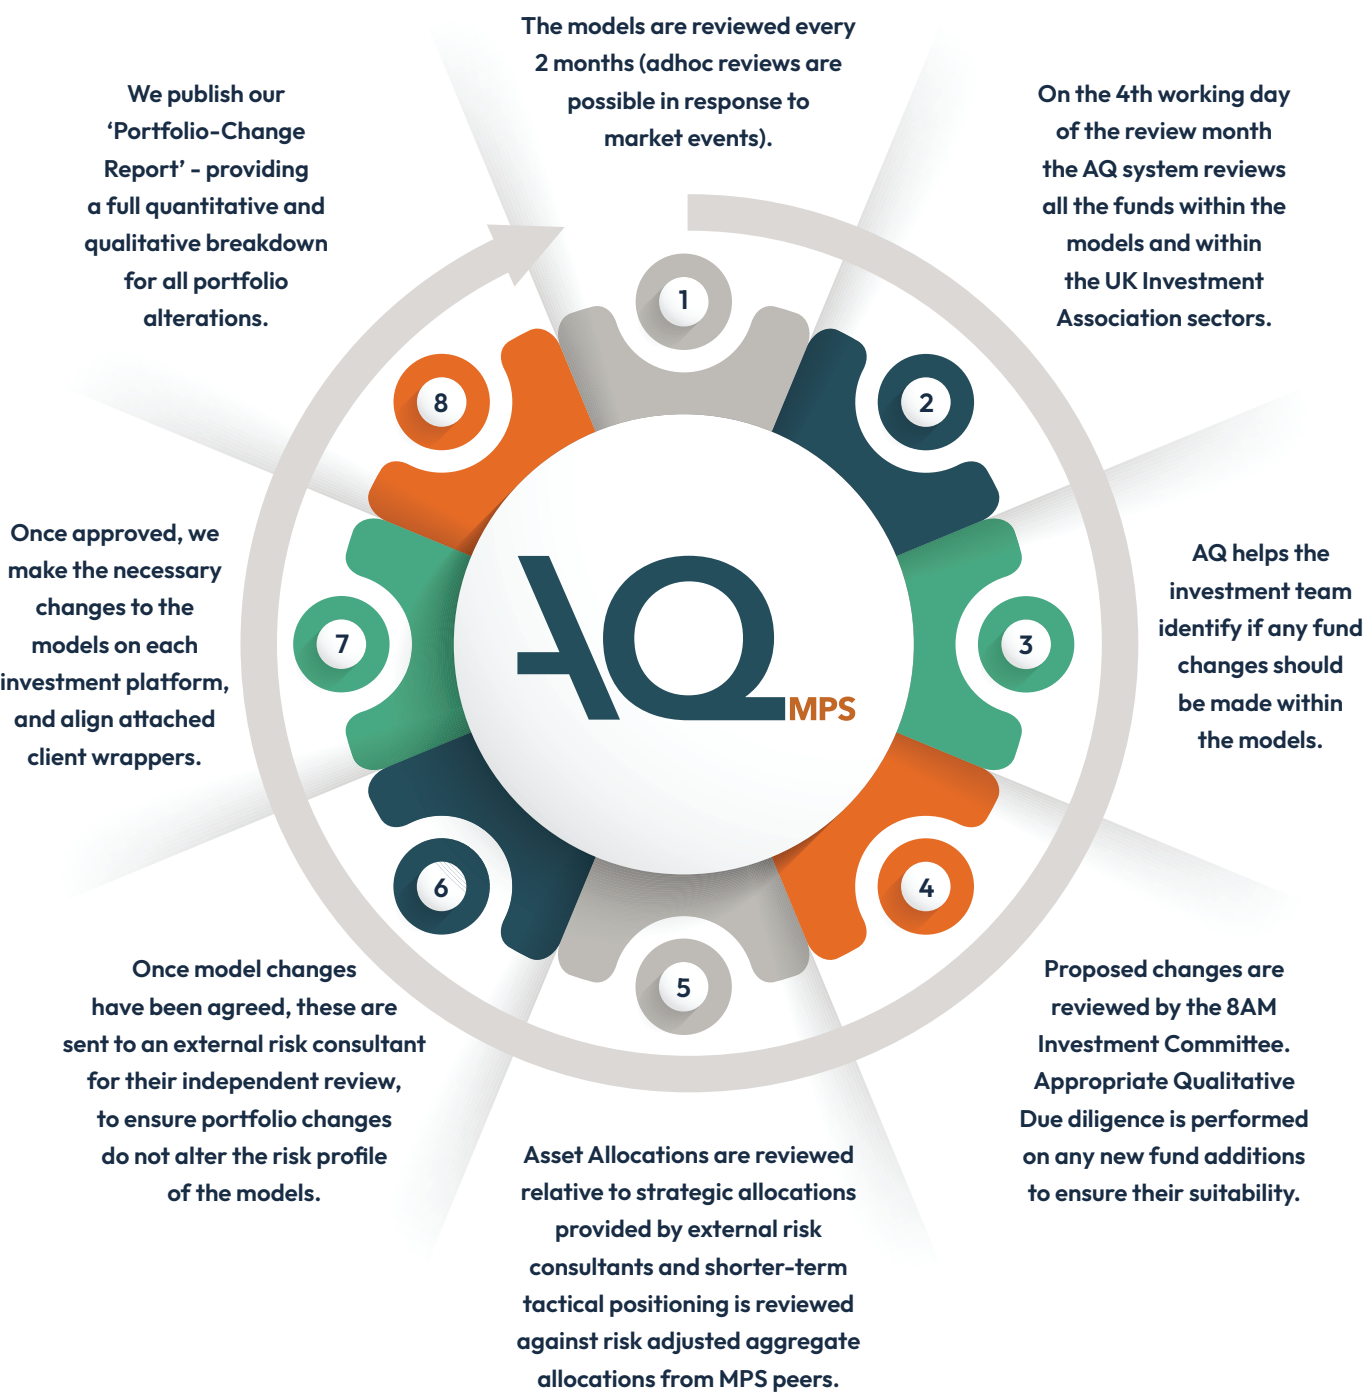 The models are reviewed every
2 months (adhoc reviews are
possible in response to
market events).
1
On the 4th working day
of the review month
the AQ system reviews
all the funds within the
models and within
the UK Investment
Association sectors.
2
AQ helps the
investment team
identify if any fund
changes should
be made within
the models.
3
Proposed changes are
reviewed by the 8AM
Investment Committee.
Appropriate Qualitative
Due diligence is performed
on any new fund additions
to ensure their suitability.
4
Asset Allocations are reviewed
relative to strategic allocations
provided by external risk
consultants and shorter-term
tactical positioning is reviewed
against risk adjusted aggregate
allocations from MPS peers.
5
Once model changes
have been agreed, these are
sent to an external risk consultant
for their independent review,
to ensure portfolio changes
do not alter the risk profile
of the models.
6
Once approved, we
make the necessary
changes to the
models on each
investment platform,
and align attached
client wrappers.
7
We publish our
‘Portfolio-Change
Report’ - providing
a full quantitative and
qualitative breakdown
for all portfolio
alterations.
8
AQ MPS